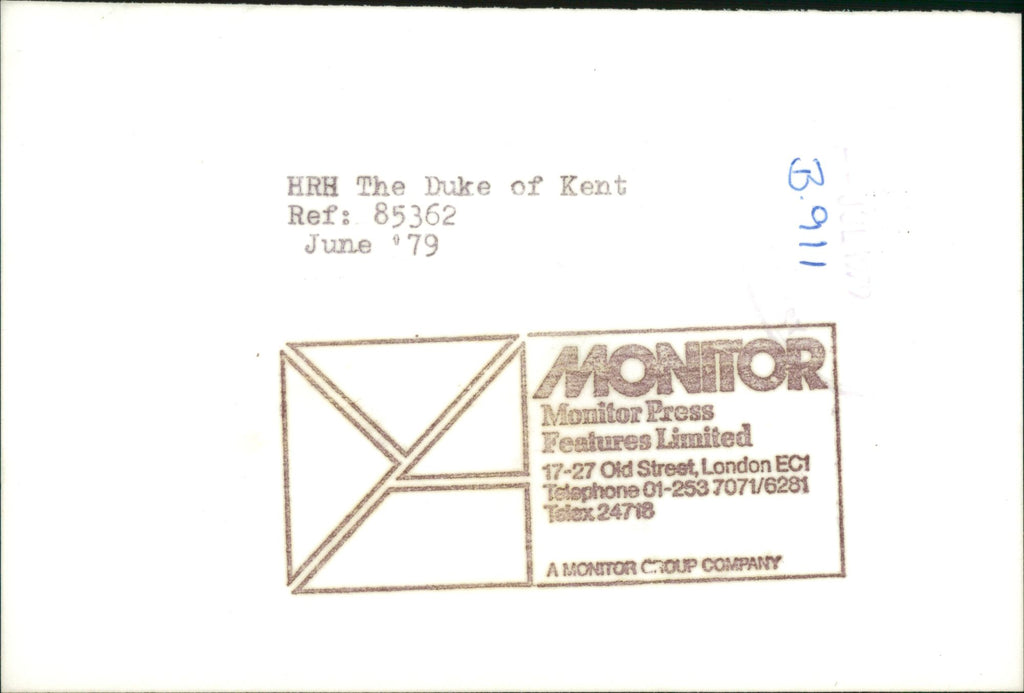 HRH The Duke of Kent
Ref: 85362
June '79
B.911
MONITOR
Monitor Press
Features Limited
17-27 Old Street, London EC1
Telephone 01-253 7071/6281
Telex 24718
A MONITOR GROUP COMPANY